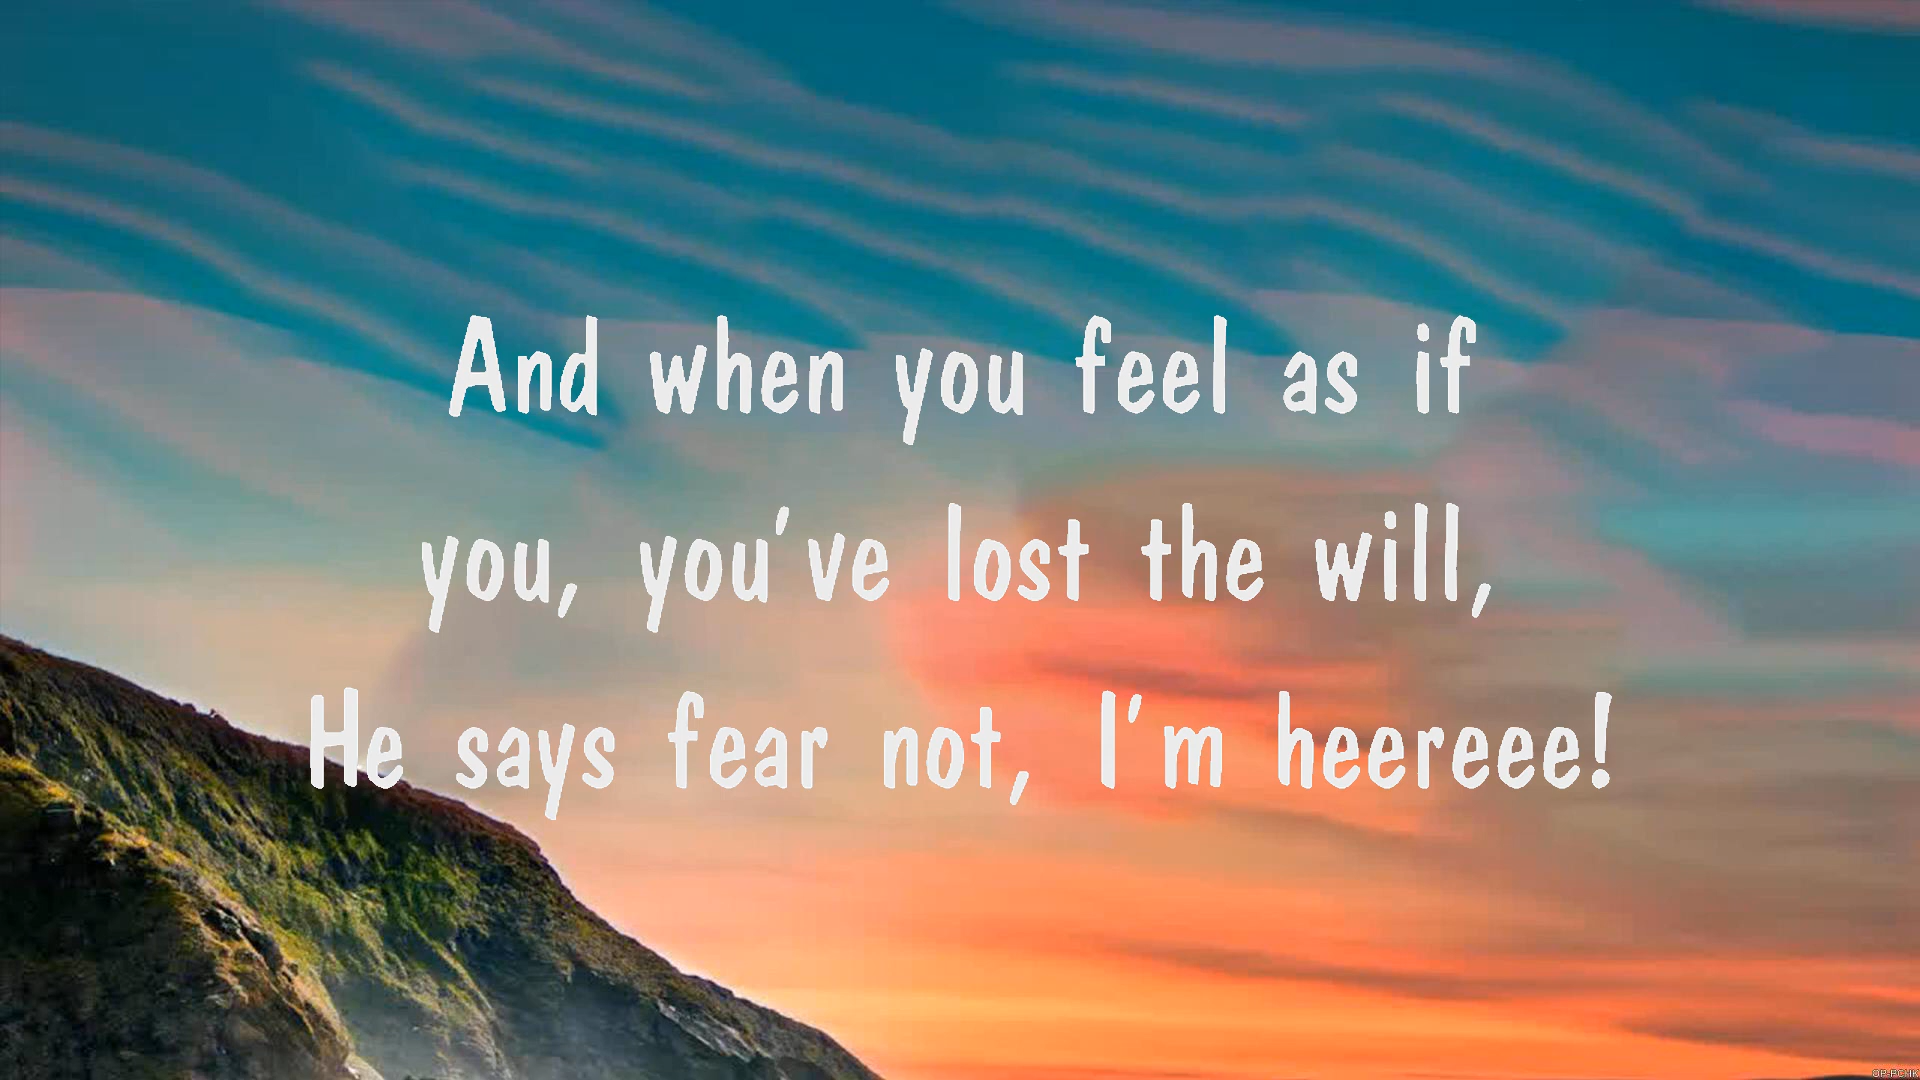 And when you feel as if
you, you've lost the will,
He says fear not, I'm heereee!